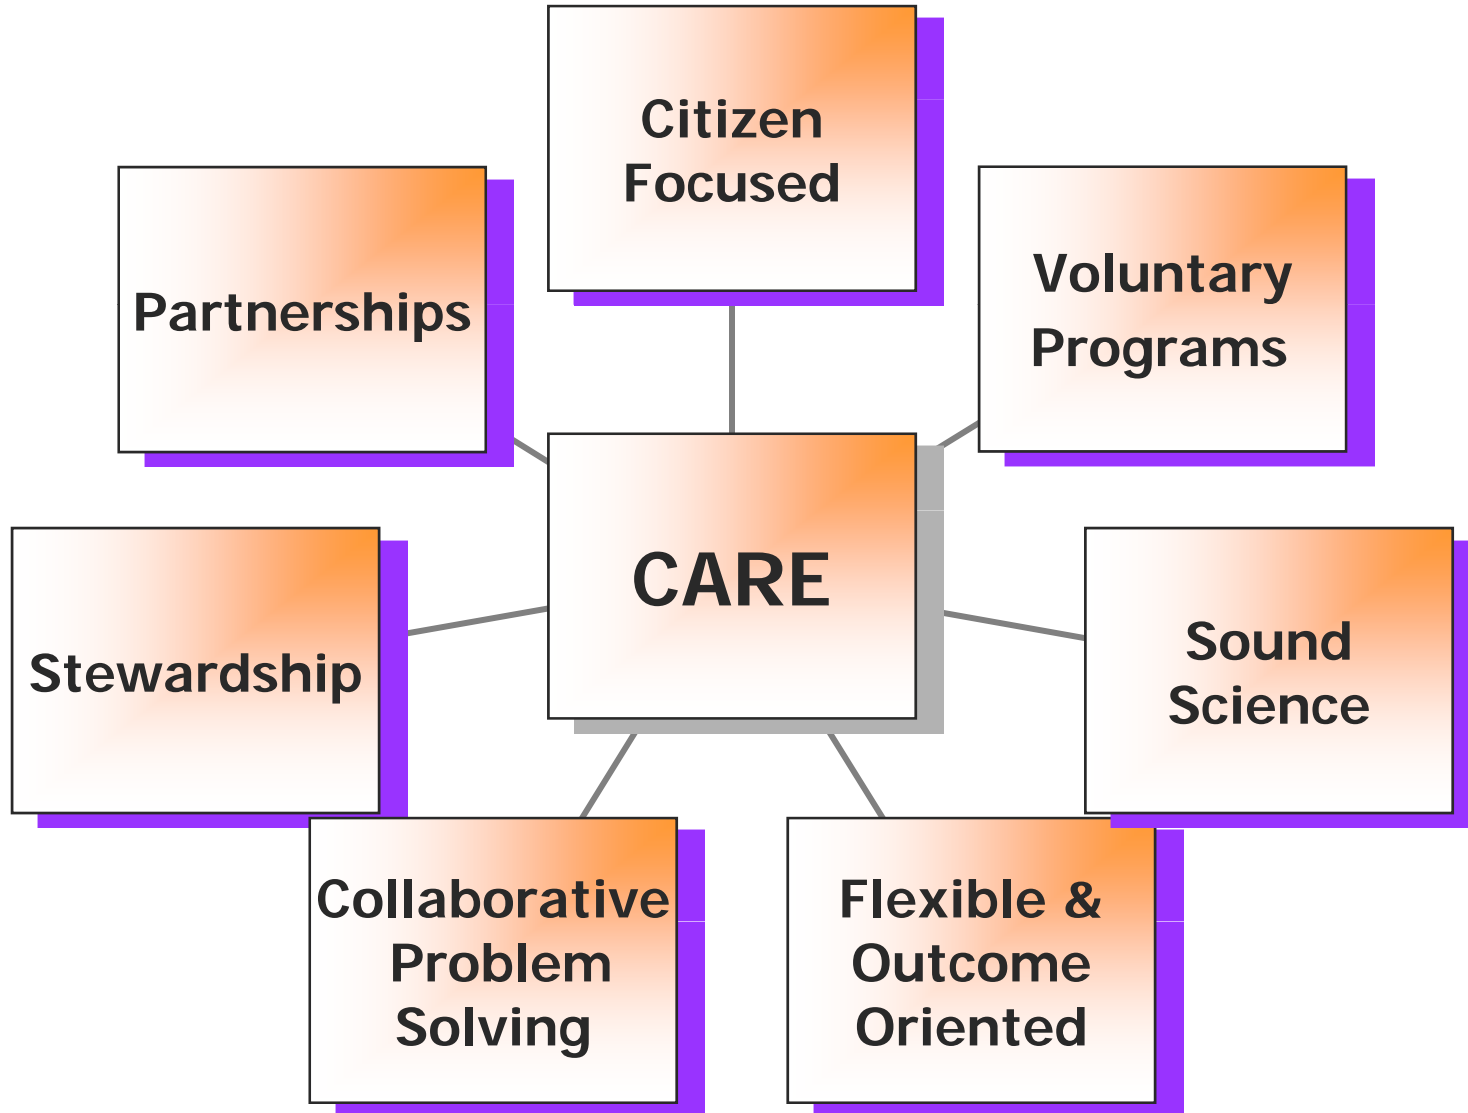 Citizen
Focused
Voluntary
Programs
Partnerships
CARE
Sound
Science
Stewardship
Collaborative
Problem
Solving
Flexible &
Outcome
Oriented